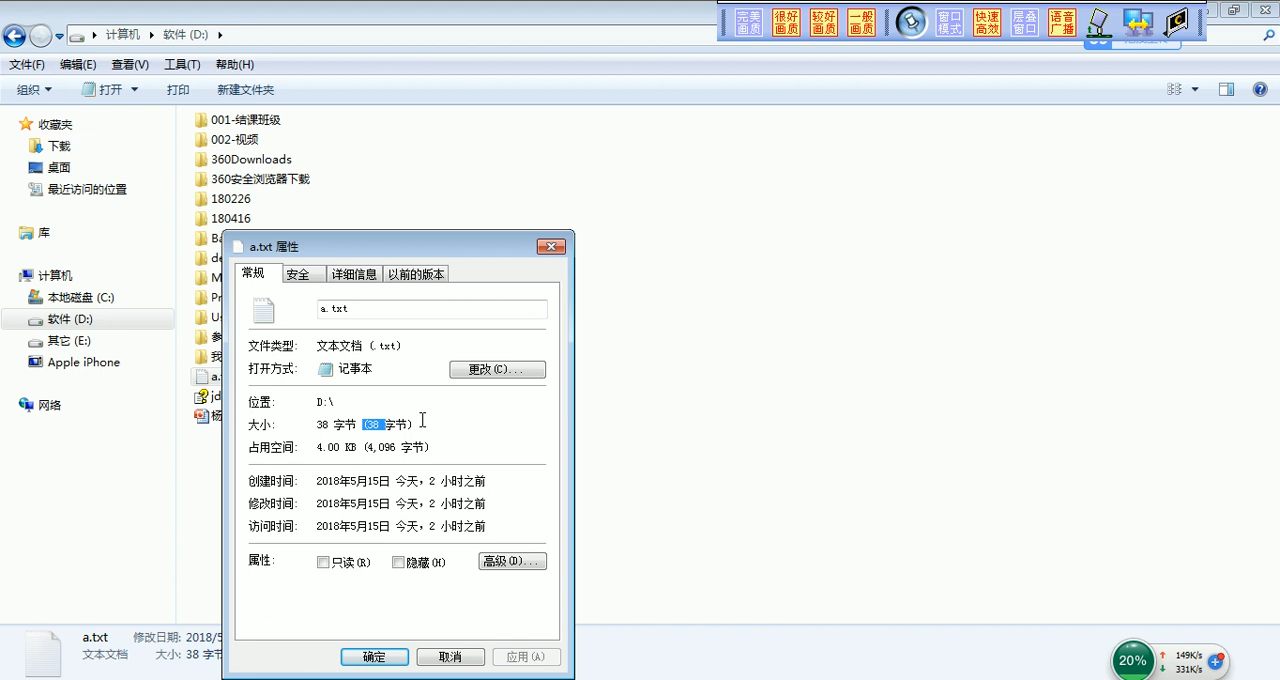 完美画质 很好画质 较好画质 一般画质 窗口模式 快速高效 层叠窗口 语音广播
计算机 软件 (D:)
文件(F) 编辑(E) 查看(V) 工具(T) 帮助(H)
组织 打开 打印 新建文件夹
收藏夹
下载
桌面
最近访问的位置
库
计算机
本地磁盘 (C:)
软件 (D:)
其它 (E:)
Apple iPhone
网络
001-结课班级
002-视频
360Downloads
360安全浏览器下载
180226
180416
a.txt 属性
常规 安全 详细信息 以前的版本
a.txt
文件类型: 文本文档 (.txt)
打开方式: 记事本 更改(C)...
位置: D:\
大小: 38 字节 (38 字节)
占用空间: 4.00 KB (4,096 字节)
创建时间: 2018年5月15日 今天，2 小时之前
修改时间: 2018年5月15日 今天，2 小时之前
访问时间: 2018年5月15日 今天，2 小时之前
属性: 只读(R) 隐藏(H) 高级(D)...
确定 取消 应用(A)
a.txt 修改日期: 2018/5
文本文档 大小: 38 字节
20% 149K/s
331K/s